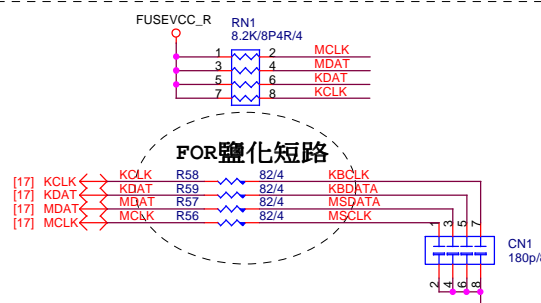 FUSEVCC_R
RN1
8.2K/8P4R/4
1 2 MCLK
3 4 MDAT
5 6 KDAT
7 8 KCLK
FOR鹽化短路
[17] KCLK KCLK R58 82/4 KBCLK
[17] KDAT KDAT R59 82/4 KBDATA
[17] MDAT MDAT R57 82/4 MSDATA
[17] MCLK MCLK R56 82/4 MSCLK
1 3 5 7
CN1
180p/8
2 4 6 8